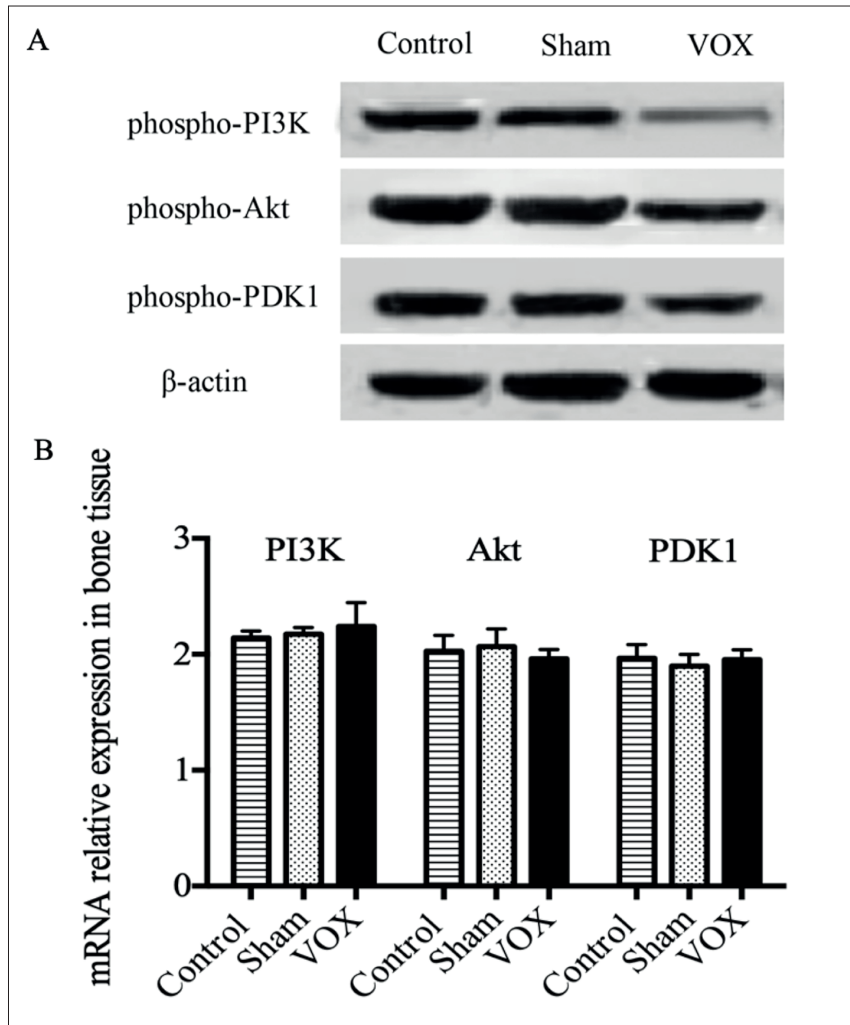 A
Control Sham VOX
phospho-PI3K
phospho-Akt
phospho-PDK1
β-actin
B
mRNA relative expression in bone tissue
3
PI3K Akt PDK1
2
1
0
Control Sham VOX Control Sham VOX Control Sham VOX